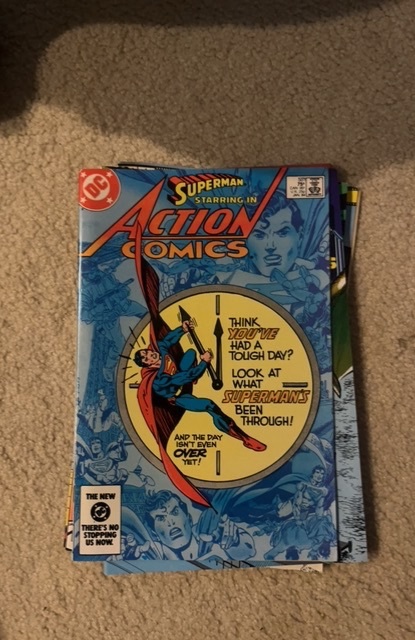 DC
SUPERMAN
STARRING IN
ACTION
COMICS
THINK
YOU'VE
HAD A
TOUGH DAY?
LOOK AT
WHAT
SUPERMAN'S
BEEN
THROUGH!
AND THE DAY
ISN'T EVEN
OVER
YET!
THE NEW
DC
THERE'S NO
STOPPING
US NOW.